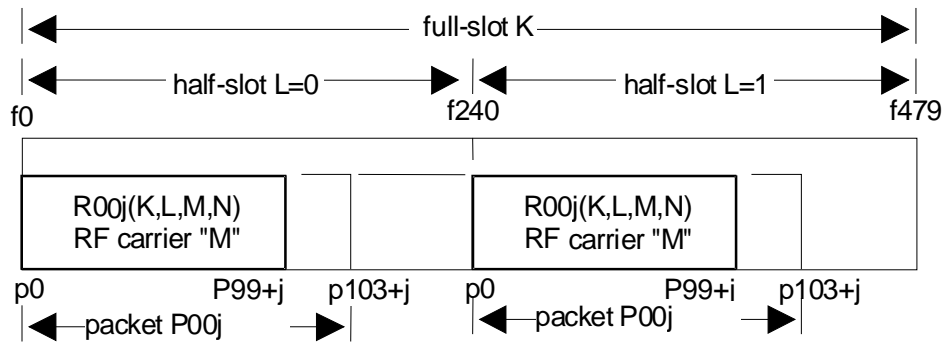 full-slot K
half-slot L=0
half-slot L=1
f0
f240
f479
R00j(K,L,M,N)
RF carrier "M"
R00j(K,L,M,N)
RF carrier "M"
p0
P99+j
p103+j
p0
P99+j
p103+j
packet P00j
packet P00j